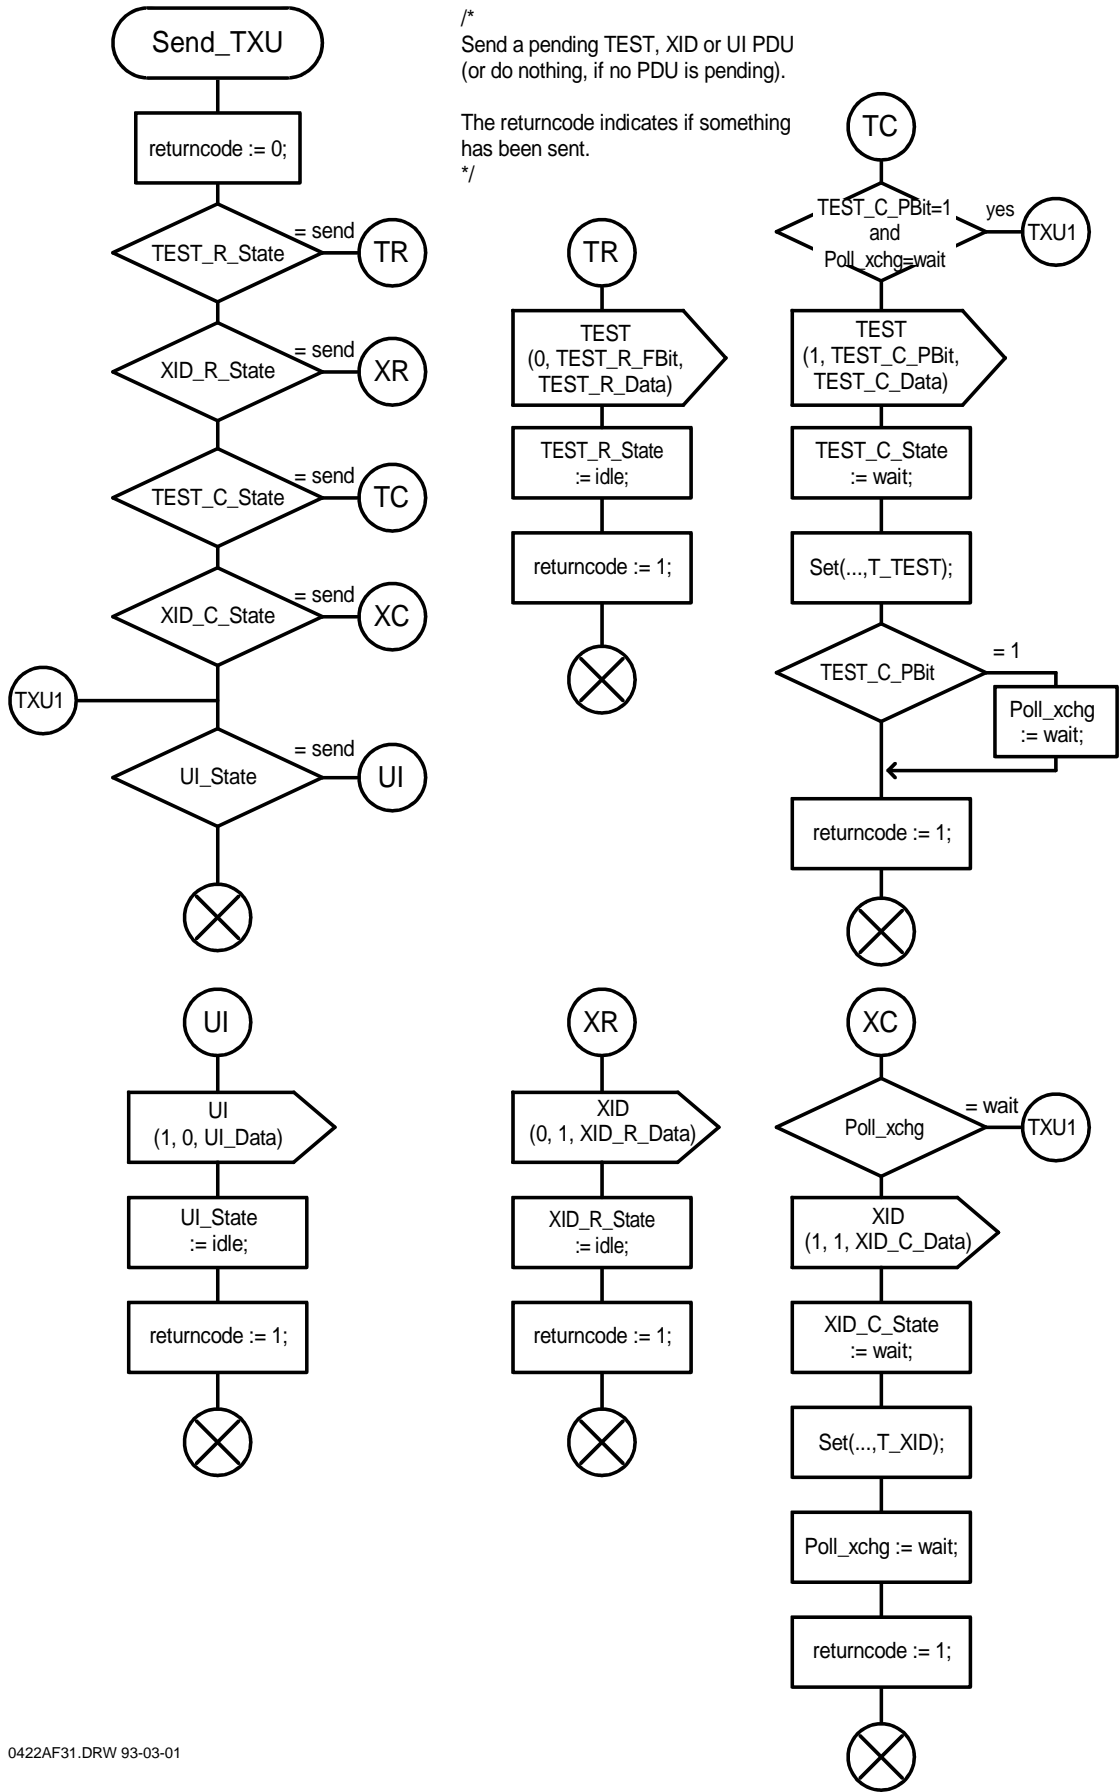 Send_TXU
/*
Send a pending TEST, XID or UI PDU
(or do nothing, if no PDU is pending).
The returncode indicates if something
has been sent.
*/
returncode := 0;
TEST_R_State
= send
TR
XID_R_State
= send
XR
TEST_C_State
= send
TC
XID_C_State
= send
XC
TXU1
UI_State
= send
UI
TR
TEST
(0, TEST_R_FBit,
TEST_R_Data)
TEST_R_State
:= idle;
returncode := 1;
TC
TEST_C_PBit=1
and
Poll_xchg=wait
yes
TXU1
TEST
(1, TEST_C_PBit,
TEST_C_Data)
TEST_C_State
:= wait;
Set(...,T_TEST);
TEST_C_PBit
= 1
Poll_xchg
:= wait;
returncode := 1;
UI
UI
(1, 0, UI_Data)
UI_State
:= idle;
returncode := 1;
XR
XID
(0, 1, XID_R_Data)
XID_R_State
:= idle;
returncode := 1;
XC
Poll_xchg
= wait
TXU1
XID
(1, 1, XID_C_Data)
XID_C_State
:= wait;
Set(...,T_XID);
Poll_xchg := wait;
returncode := 1;
0422AF31.DRW 93-03-01